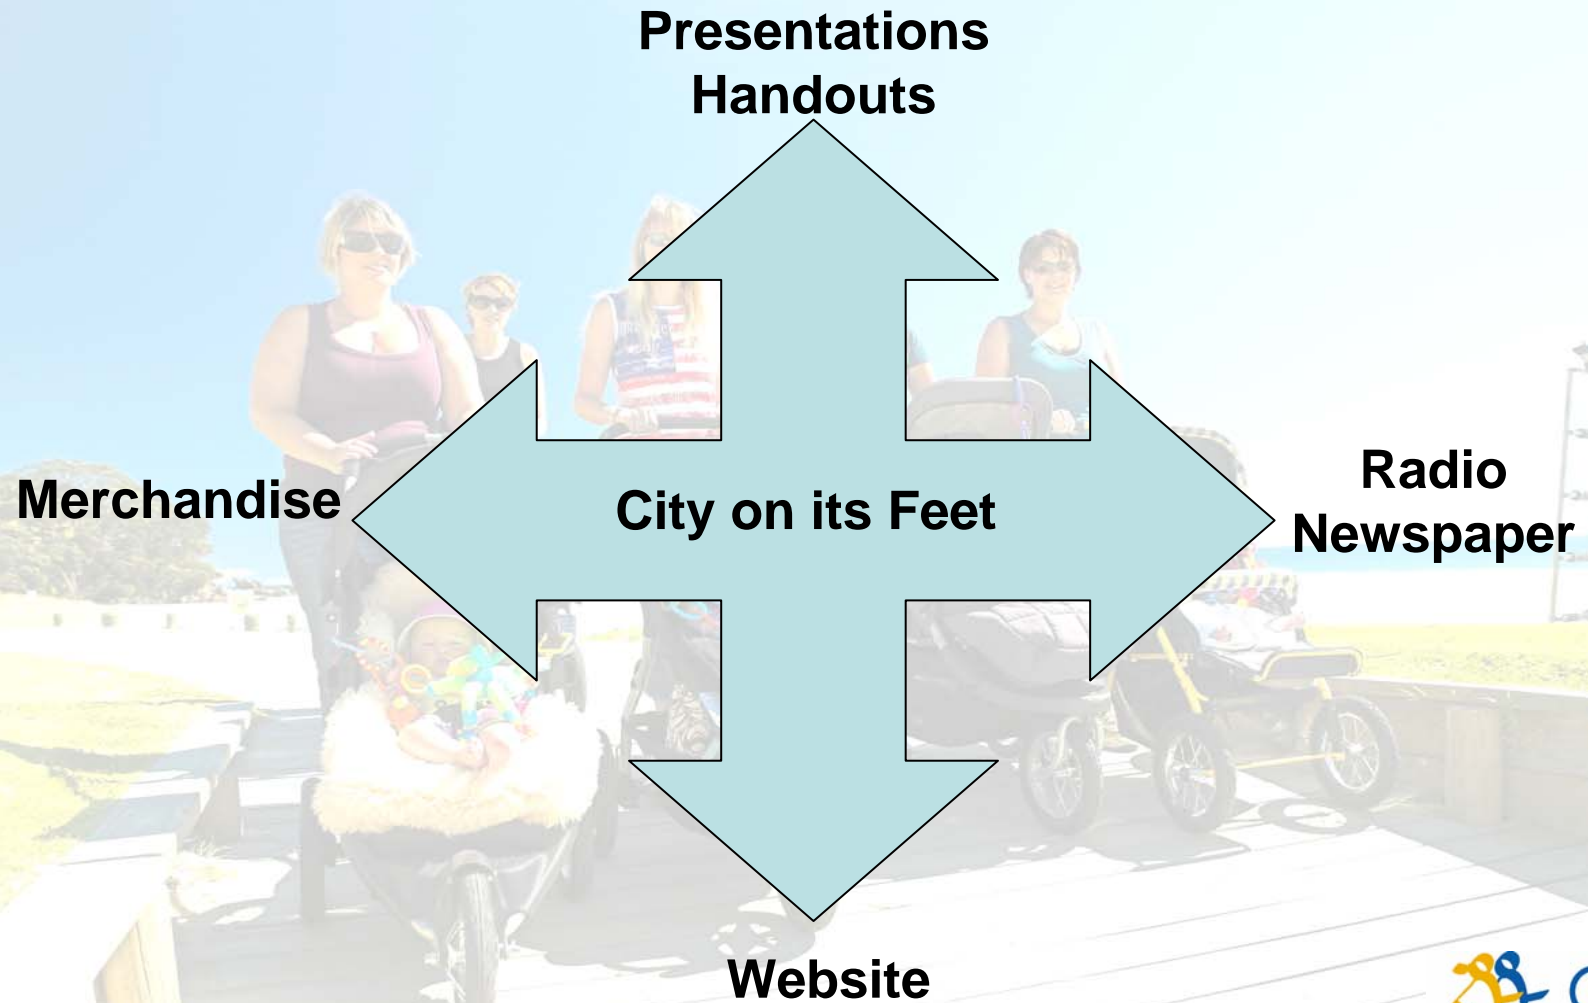 Presentations
Handouts
Merchandise
City on its Feet
Radio
Newspaper
Website